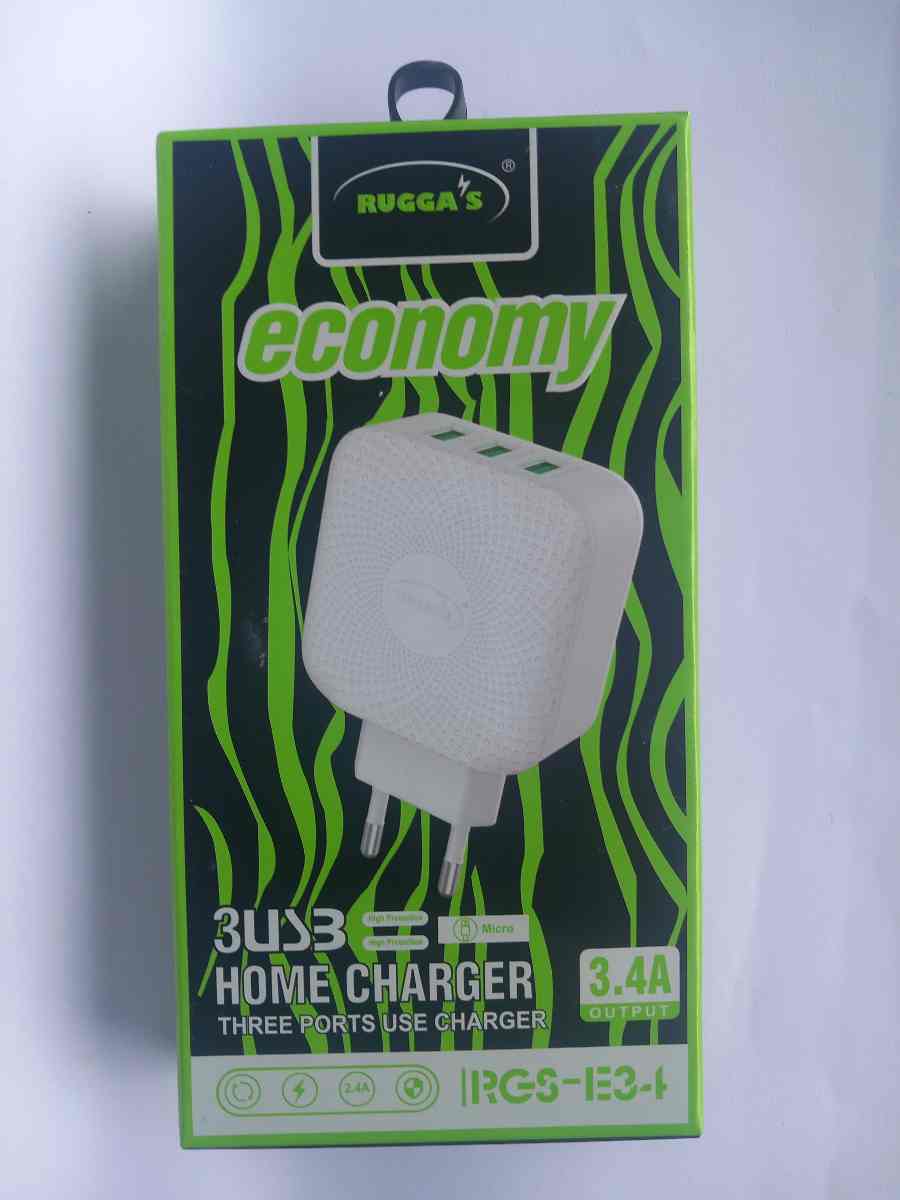 RUGGA'S ®
economy
3USB
High Protection
High Protection
Micro
HOME CHARGER
THREE PORTS USE CHARGER
3.4A
OUTPUT
2.4A
RGS-E34